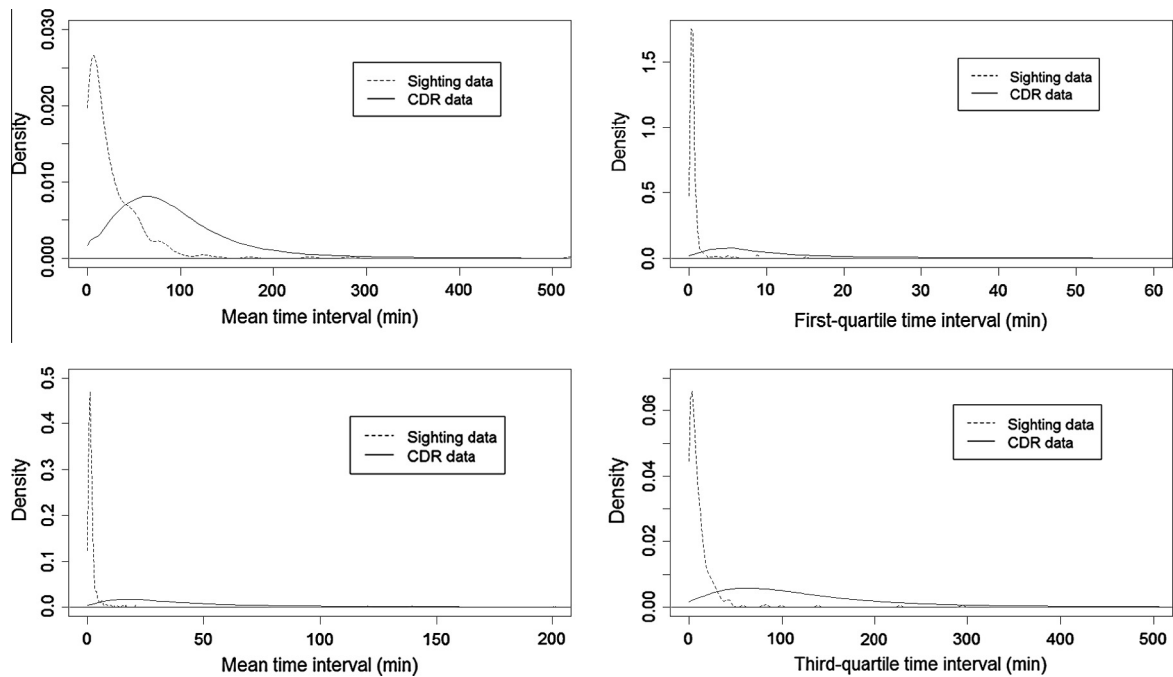 0.030
0.020
0.010
0.000
Density
Sighting data
CDR data
0 100 200 300 400 500
Mean time interval (min)
1.5
1.0
0.5
0.0
Density
Sighting data
CDR data
0 10 20 30 40 50 60
First-quartile time interval (min)
0.5
0.4
0.3
0.2
0.1
0.0
Density
Sighting data
CDR data
0 50 100 150 200
Mean time interval (min)
0.06
0.04
0.02
0.00
Density
Sighting data
CDR data
0 100 200 300 400 500
Third-quartile time interval (min)